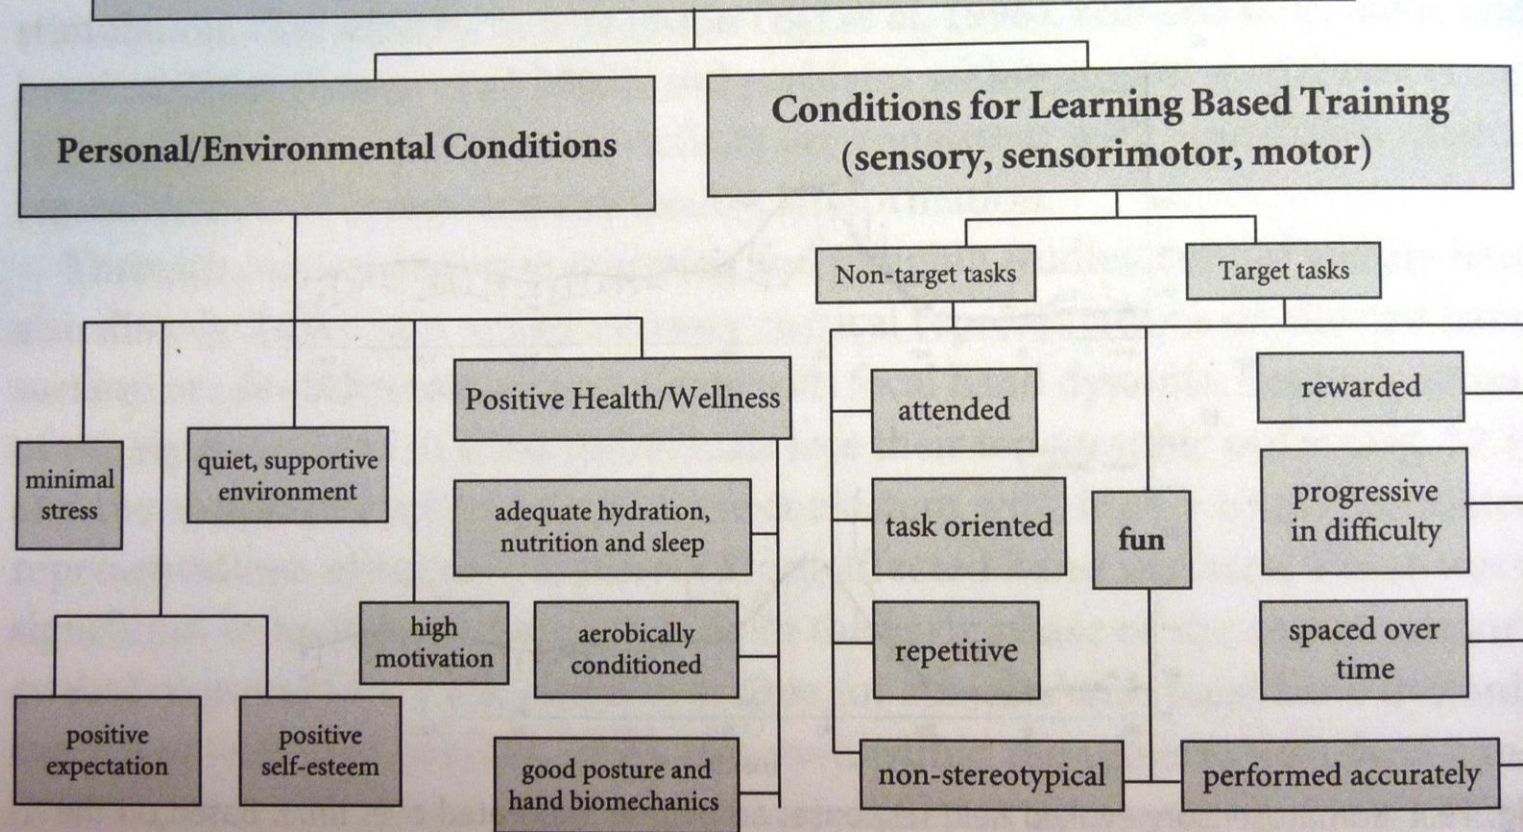 Personal/Environmental Conditions
Conditions for Learning Based Training
(sensory, sensorimotor, motor)
Non-target tasks
Target tasks
Positive Health/Wellness
minimal
stress
quiet, supportive
environment
adequate hydration,
nutrition and sleep
high
motivation
aerobically
conditioned
positive
expectation
positive
self-esteem
good posture and
hand biomechanics
attended
task oriented
fun
repetitive
non-stereotypical
rewarded
progressive
in difficulty
spaced over
time
performed accurately